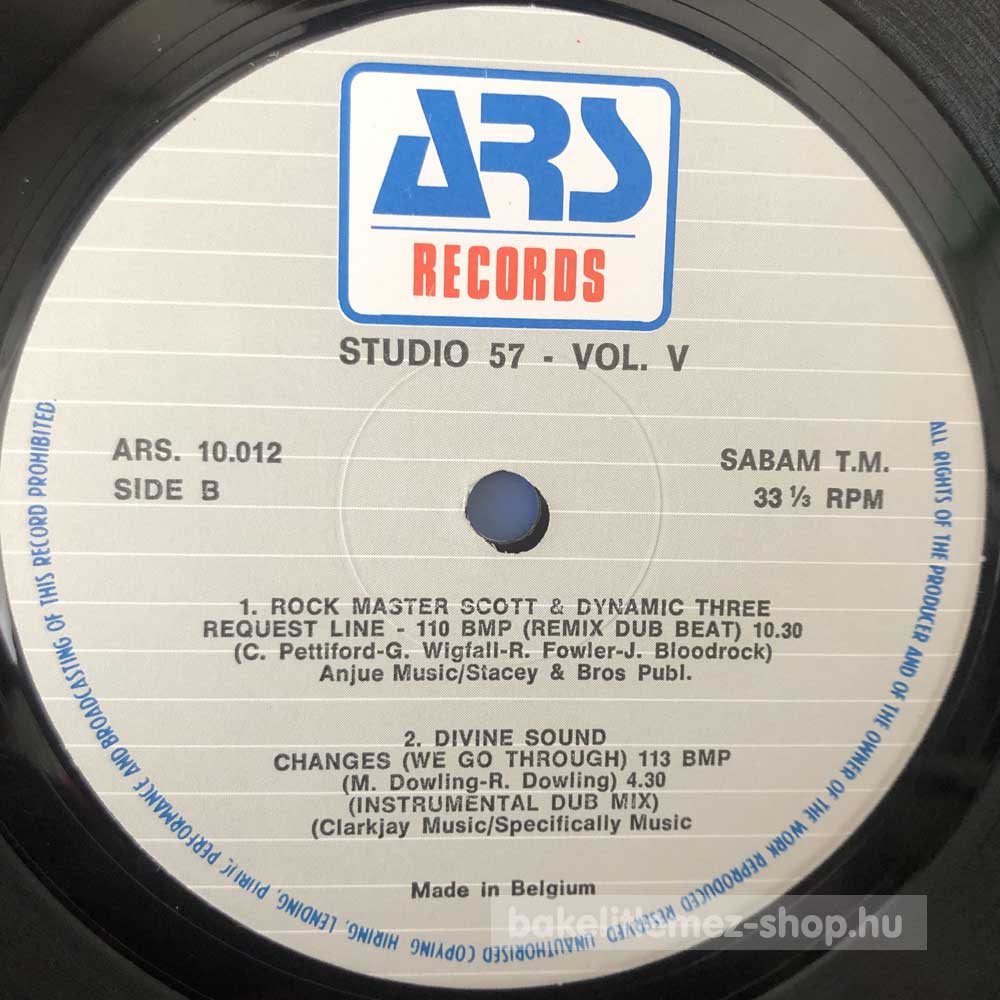 ARS
RECORDS
STUDIO 57 - VOL. V
ARS. 10.012
SIDE B
SABAM T.M.
33 ⅓ RPM
1. ROCK MASTER SCOTT & DYNAMIC THREE
REQUEST LINE - 110 BMP (REMIX DUB BEAT) 10.30
(C. Pettiford-G. Wigfall-R. Fowler-J. Bloodrock)
Anjue Music/Stacey & Bros Publ.
2. DIVINE SOUND
CHANGES (WE GO THROUGH) 113 BMP
(M. Dowling-R. Dowling) 4.30
(INSTRUMENTAL DUB MIX)
(Clarkjay Music/Specifically Music
Made in Belgium
ALL RIGHTS OF THE PRODUCER AND OF THE OWNER OF THE WORK REPRODUCED RESERVED. UNAUTHORISED COPYING, HIRING, LENDING, PUBLIC PERFORMANCE AND BROADCASTING OF THIS RECORD PROHIBITED.
bakelitlemez-shop.hu